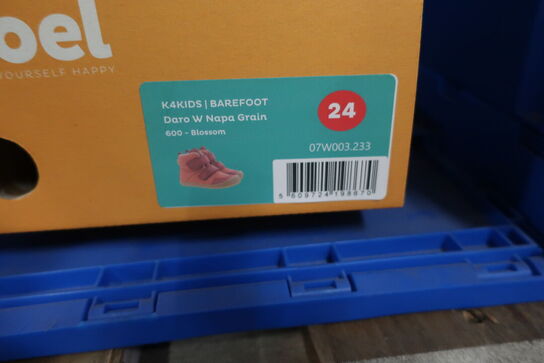 oel
YOURSELF HAPPY
K4KIDS | BAREFOOT
Daro W Napa Grain
600 - Blossom
24
07W003.233
5 609724 198870